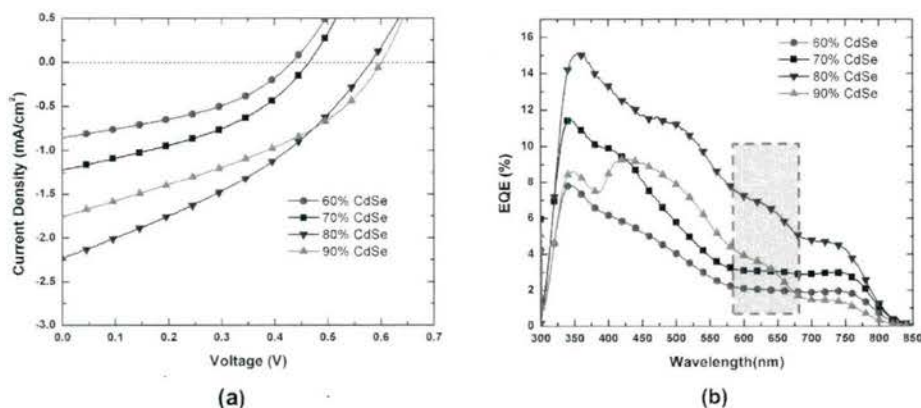 0.5
0.0
-0.5
-1.0
-1.5
-2.0
-2.5
-3.0
Current Density (mA/cm²)
60% CdSe
70% CdSe
80% CdSe
90% CdSe
0.0 0.1 0.2 0.3 0.4 0.5 0.6 0.7
Voltage (V)
(a)
16
14
12
10
8
6
4
2
0
EQE (%)
60% CdSe
70% CdSe
80% CdSe
90% CdSe
300 350 400 450 500 550 600 650 700 750 800 850
Wavelength(nm)
(b)